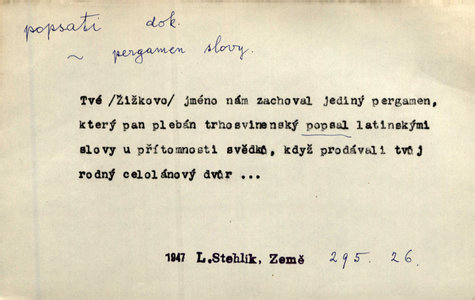 popsati dok.
~ pergamen slovy.
Tvé /Žižkovo/ jméno nám zachoval jediný pergamen,
který pan plebán trhosvinenský popsal latinskými
slovy u přítomnosti svědků, když prodávali tvůj
rodný celolánový dvůr ...
1947 L.Stehlík, Země 295. 26.